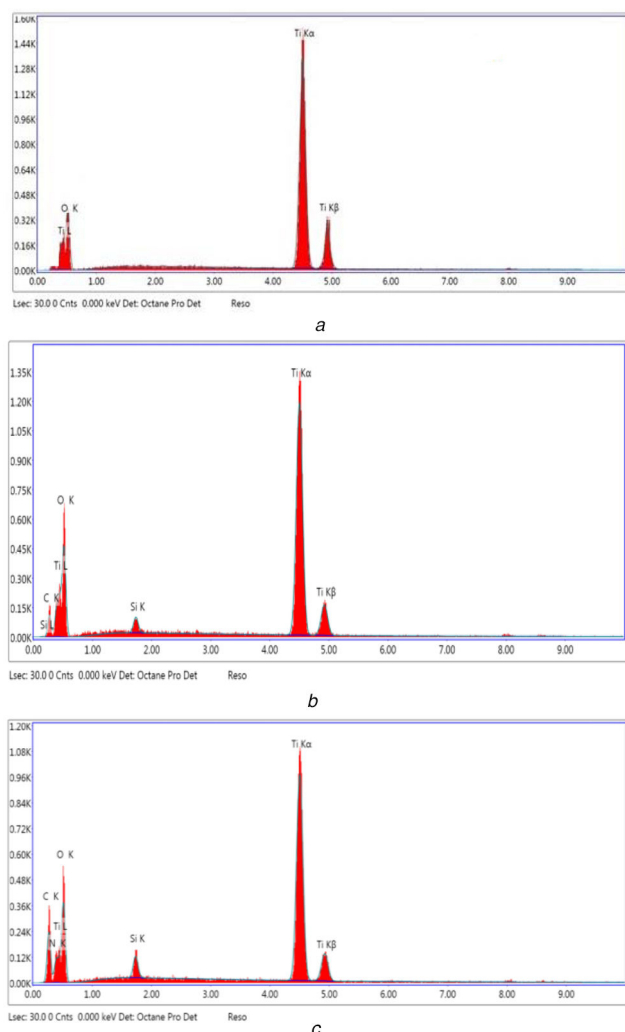 1.60K
1.44K
Ti Kα
1.28K
1.12K
0.96K
0.80K
0.64K
0.48K
O K
Ti Kβ
0.32K
Ti L
0.16K
0.00K
0.00 1.00 2.00 3.00 4.00 5.00 6.00 7.00 8.00 9.00
Lsec: 30.0 0 Cnts 0.000 keV Det: Octane Pro Det Reso
a
1.35K
Ti Kα
1.20K
1.05K
0.90K
0.75K
O K
0.60K
0.45K
Ti L
0.30K
C K
Ti Kβ
0.15K
Si K
Si L
0.00K
0.00 1.00 2.00 3.00 4.00 5.00 6.00 7.00 8.00 9.00
Lsec: 30.0 0 Cnts 0.000 keV Det: Octane Pro Det Reso
b
1.20K
Ti Kα
1.08K
0.96K
0.84K
0.72K
0.60K
O K
0.48K
C K
0.36K
Ti L
0.24K
N K
Si K
Ti Kβ
0.12K
0.00K
0.00 1.00 2.00 3.00 4.00 5.00 6.00 7.00 8.00 9.00
Lsec: 30.0 0 Cnts 0.000 keV Det: Octane Pro Det Reso
c